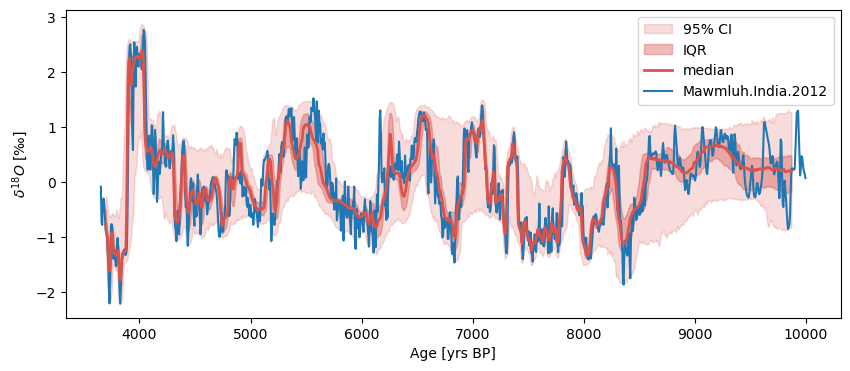 3
2
1
0
−1
−2
δ¹⁸O [‰]
4000 5000 6000 7000 8000 9000 10000
Age [yrs BP]
95% CI
IQR
median
Mawmluh.India.2012